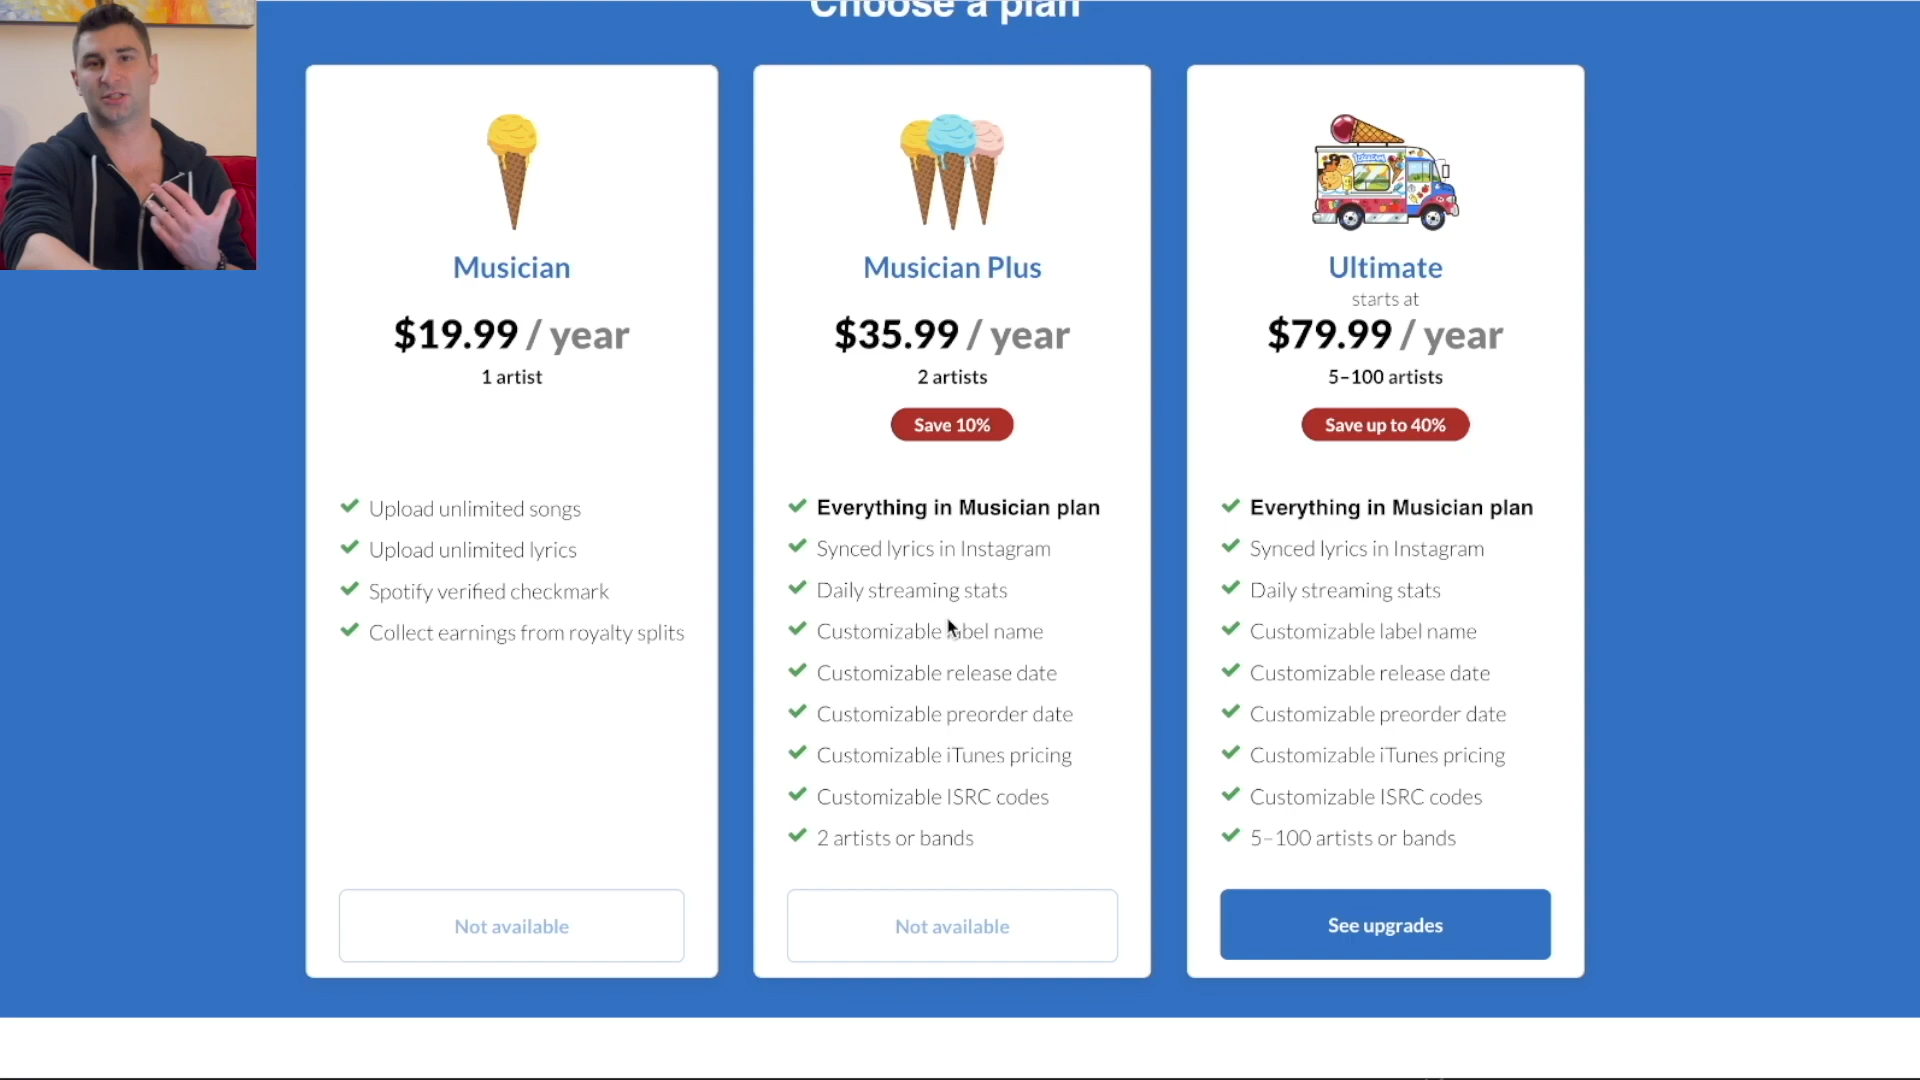 Choose a plan
Musician
$19.99 / year
1 artist
Upload unlimited songs
Upload unlimited lyrics
Spotify verified checkmark
Collect earnings from royalty splits
Not available
Musician Plus
$35.99 / year
2 artists
Save 10%
Everything in Musician plan
Synced lyrics in Instagram
Daily streaming stats
Customizable label name
Customizable release date
Customizable preorder date
Customizable iTunes pricing
Customizable ISRC codes
2 artists or bands
Not available
Ultimate
starts at
$79.99 / year
5–100 artists
Save up to 40%
Everything in Musician plan
Synced lyrics in Instagram
Daily streaming stats
Customizable label name
Customizable release date
Customizable preorder date
Customizable iTunes pricing
Customizable ISRC codes
5–100 artists or bands
See upgrades